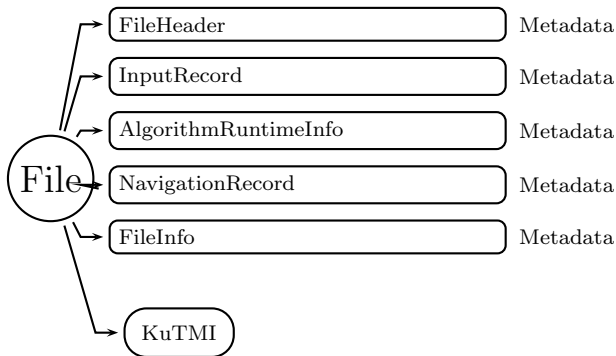 FileHeader Metadata
InputRecord Metadata
AlgorithmRuntimeInfo Metadata
File
NavigationRecord Metadata
FileInfo Metadata
KuTMI